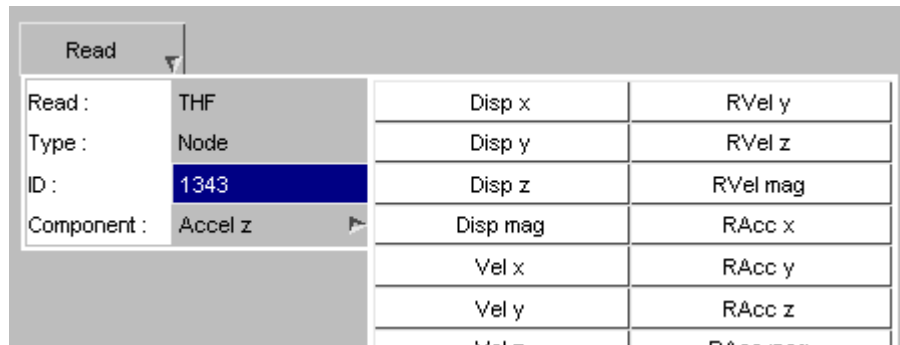 Read
Read : THF Disp x RVel y
Type : Node Disp y RVel z
ID : 1343 Disp z RVel mag
Component : Accel z Disp mag RAcc x
Vel x RAcc y
Vel y RAcc z